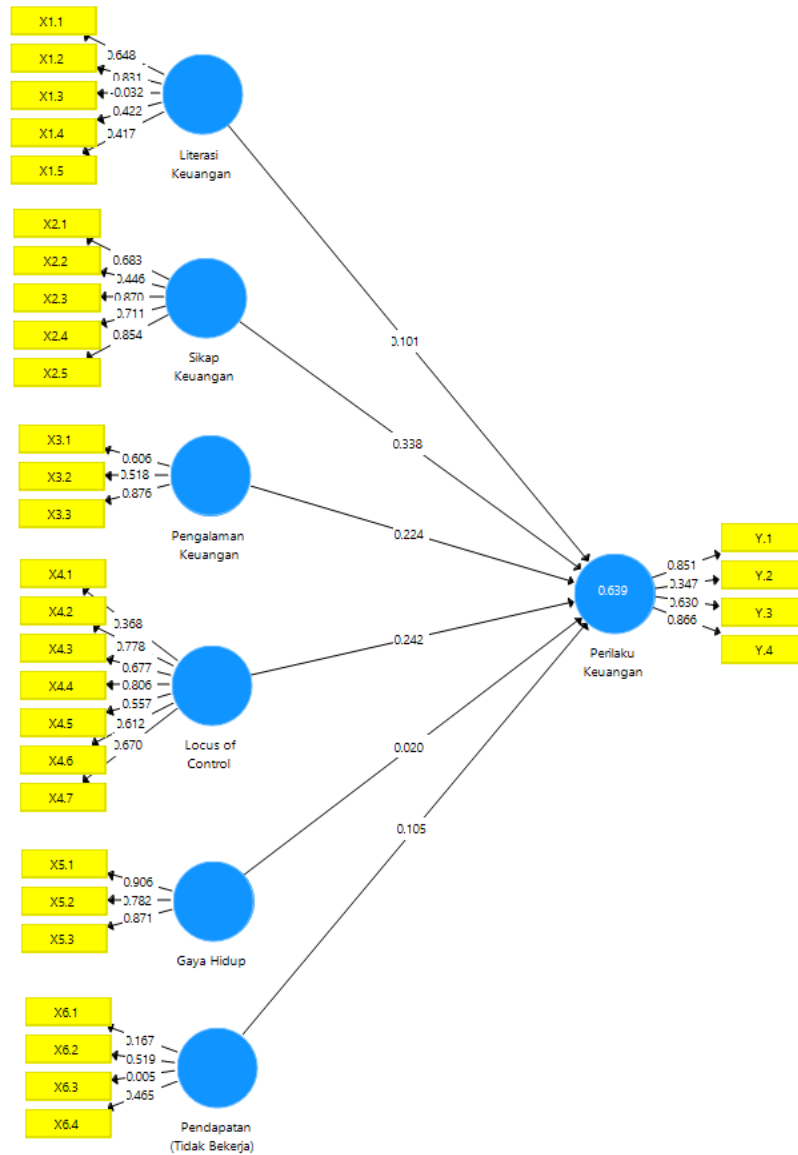 X1.1
X1.2
X1.3
X1.4
X1.5
0.648
0.831
-0.032
0.422
0.417
Literasi
Keuangan
X2.1
X2.2
X2.3
X2.4
X2.5
0.683
0.446
0.870
0.711
0.854
Sikap
Keuangan
X3.1
X3.2
X3.3
0.606
0.518
0.876
Pengalaman
Keuangan
X4.1
X4.2
X4.3
X4.4
X4.5
X4.6
X4.7
0.368
0.778
0.677
0.806
0.557
0.612
0.670
Locus of
Control
X5.1
X5.2
X5.3
0.906
0.782
0.871
Gaya Hidup
X6.1
X6.2
X6.3
X6.4
0.167
0.519
0.005
0.465
Pendapatan
(Tidak Bekerja)
0.101
0.338
0.224
0.242
0.020
0.105
0.639
Perilaku
Keuangan
0.851
0.347
0.630
0.866
Y.1
Y.2
Y.3
Y.4